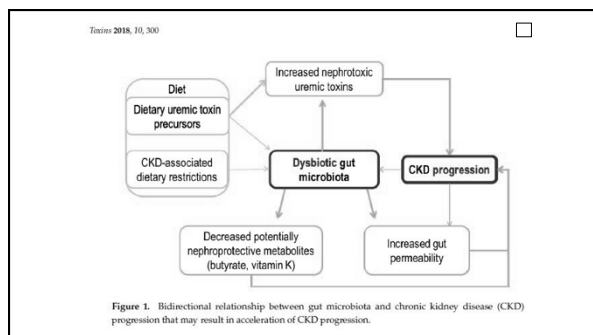 Toxins 2018, 10, 300
Increased nephrotoxic
uremic toxins
Diet
Dietary uremic toxin
precursors
CKD-associated
dietary restrictions
Dysbiotic gut
microbiota
CKD progression
Decreased potentially
nephroprotective metabolites
(butyrate, vitamin K)
Increased gut
permeability
Figure 1. Bidirectional relationship between gut microbiota and chronic kidney disease (CKD)
progression that may result in acceleration of CKD progression.